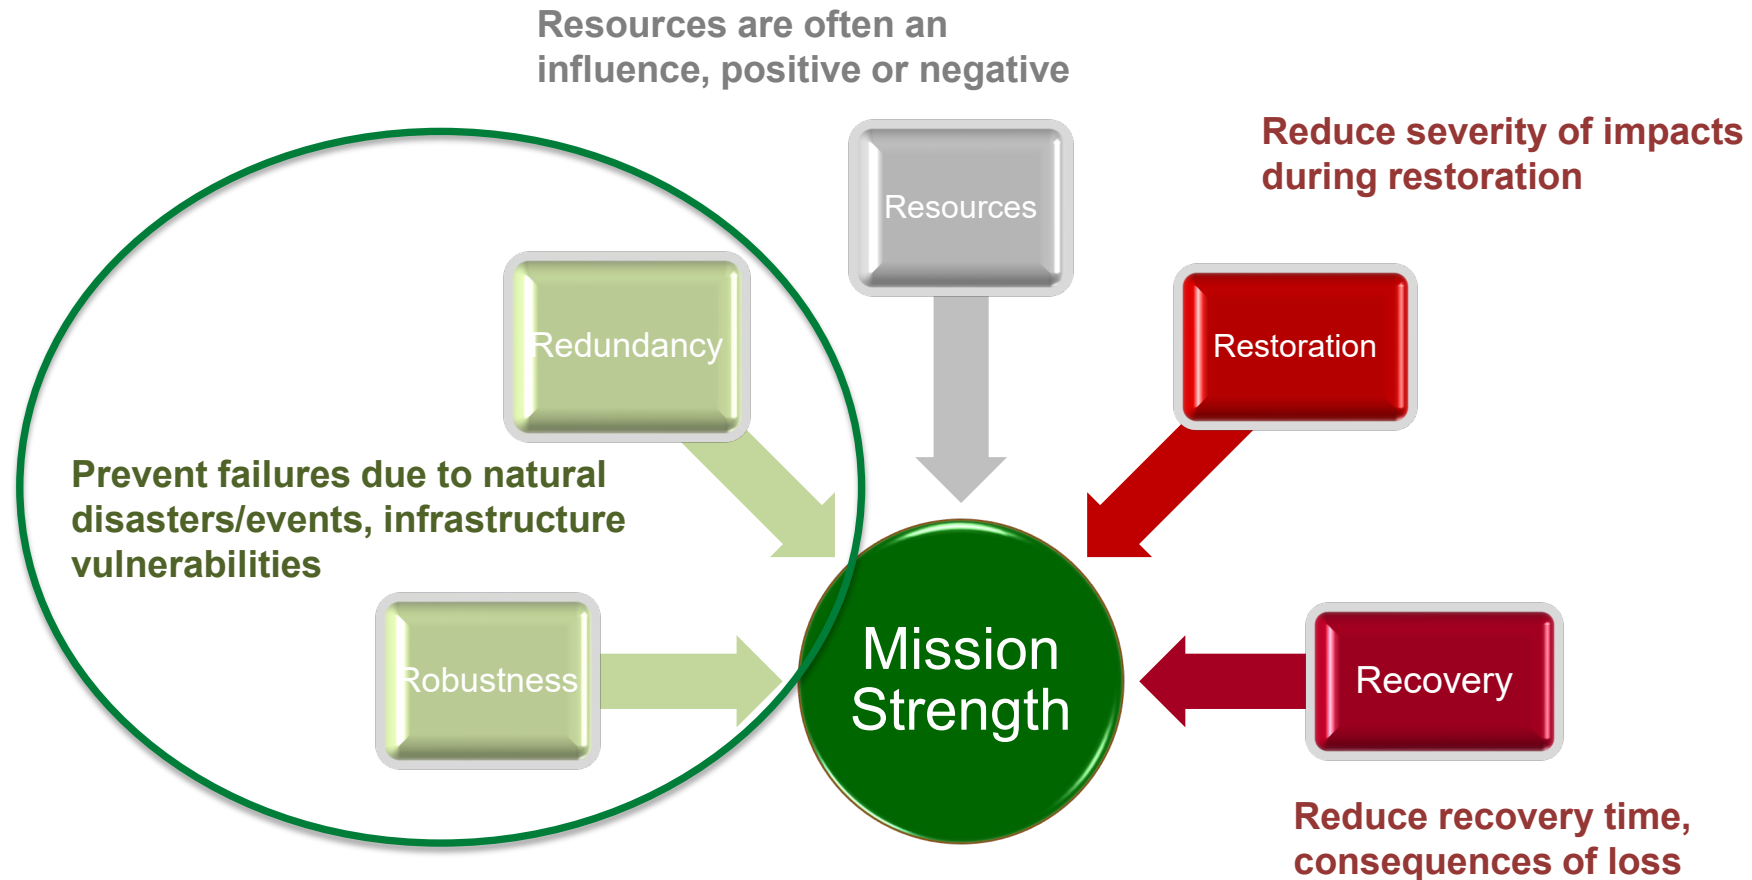 Resources are often an
influence, positive or negative
Resources
Reduce severity of impacts
during restoration
Redundancy
Restoration
Prevent failures due to natural
disasters/events, infrastructure
vulnerabilities
Robustness
Mission
Strength
Recovery
Reduce recovery time,
consequences of loss